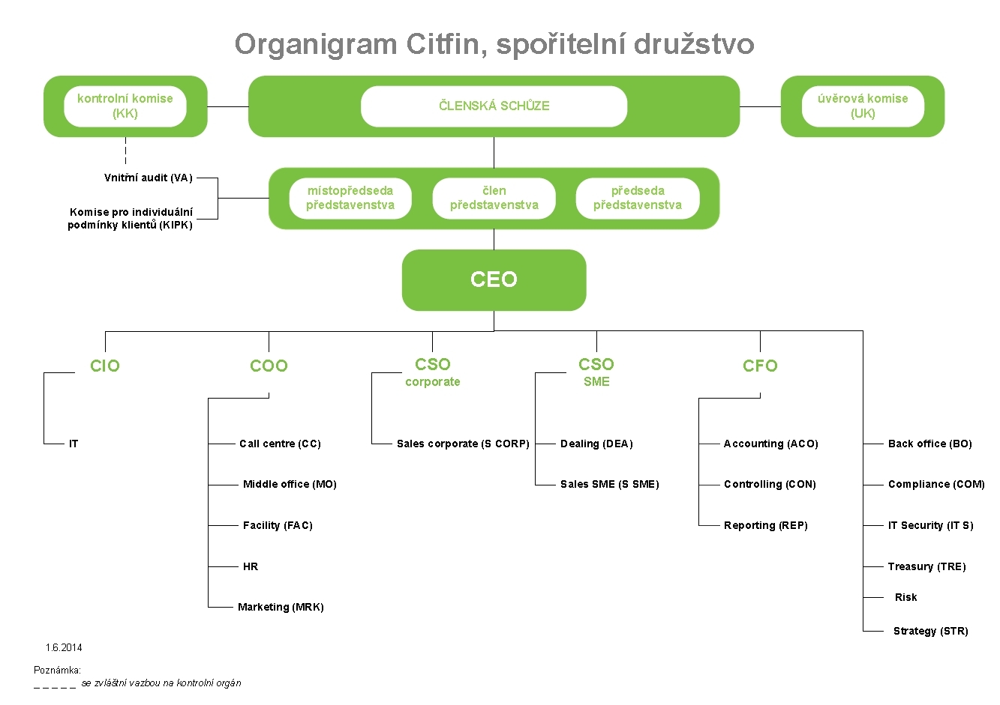 Organigram Citfin, spořitelní družstvo
kontrolní komise
(KK)
ČLENSKÁ SCHŮZE
úvěrová komise
(UK)
Vnitřní audit (VA)
Komise pro individuální
podmínky klientů (KIPK)
místopředseda
představenstva
člen
představenstva
předseda
představenstva
CEO
CIO
COO
CSO
corporate
CSO
SME
CFO
IT
Call centre (CC)
Sales corporate (S CORP)
Dealing (DEA)
Accounting (ACO)
Back office (BO)
Middle office (MO)
Sales SME (S SME)
Controlling (CON)
Compliance (COM)
Facility (FAC)
Reporting (REP)
IT Security (IT S)
HR
Treasury (TRE)
Risk
Marketing (MRK)
Strategy (STR)
1.6.2014
Poznámka:
_ _ _ _ _ se zvláštní vazbou na kontrolní orgán